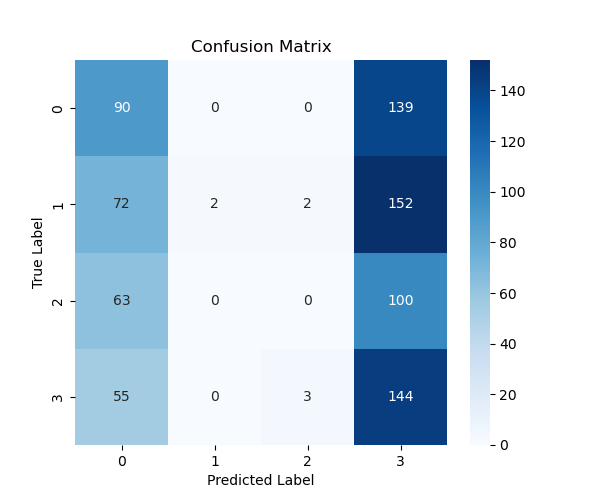 Confusion Matrix
True Label
0 90 0 0 139
1 72 2 2 152
2 63 0 0 100
3 55 0 3 144
0 1 2 3
Predicted Label
140
120
100
80
60
40
20
0